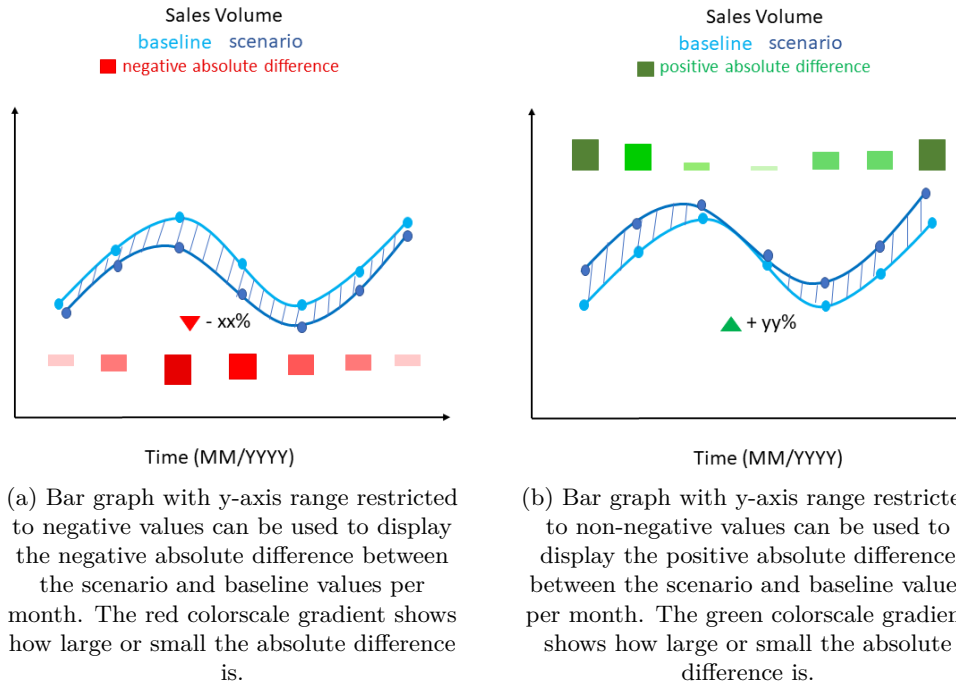 Sales Volume
baseline scenario
negative absolute difference
- xx%
Time (MM/YYYY)
(a) Bar graph with y-axis range restricted
to negative values can be used to display
the negative absolute difference between
the scenario and baseline values per
month. The red colorscale gradient shows
how large or small the absolute difference
is.
Sales Volume
baseline scenario
positive absolute difference
+ yy%
Time (MM/YYYY)
(b) Bar graph with y-axis range restricte
to non-negative values can be used to
display the positive absolute difference
between the scenario and baseline value
per month. The green colorscale gradien
shows how large or small the absolute
difference is.